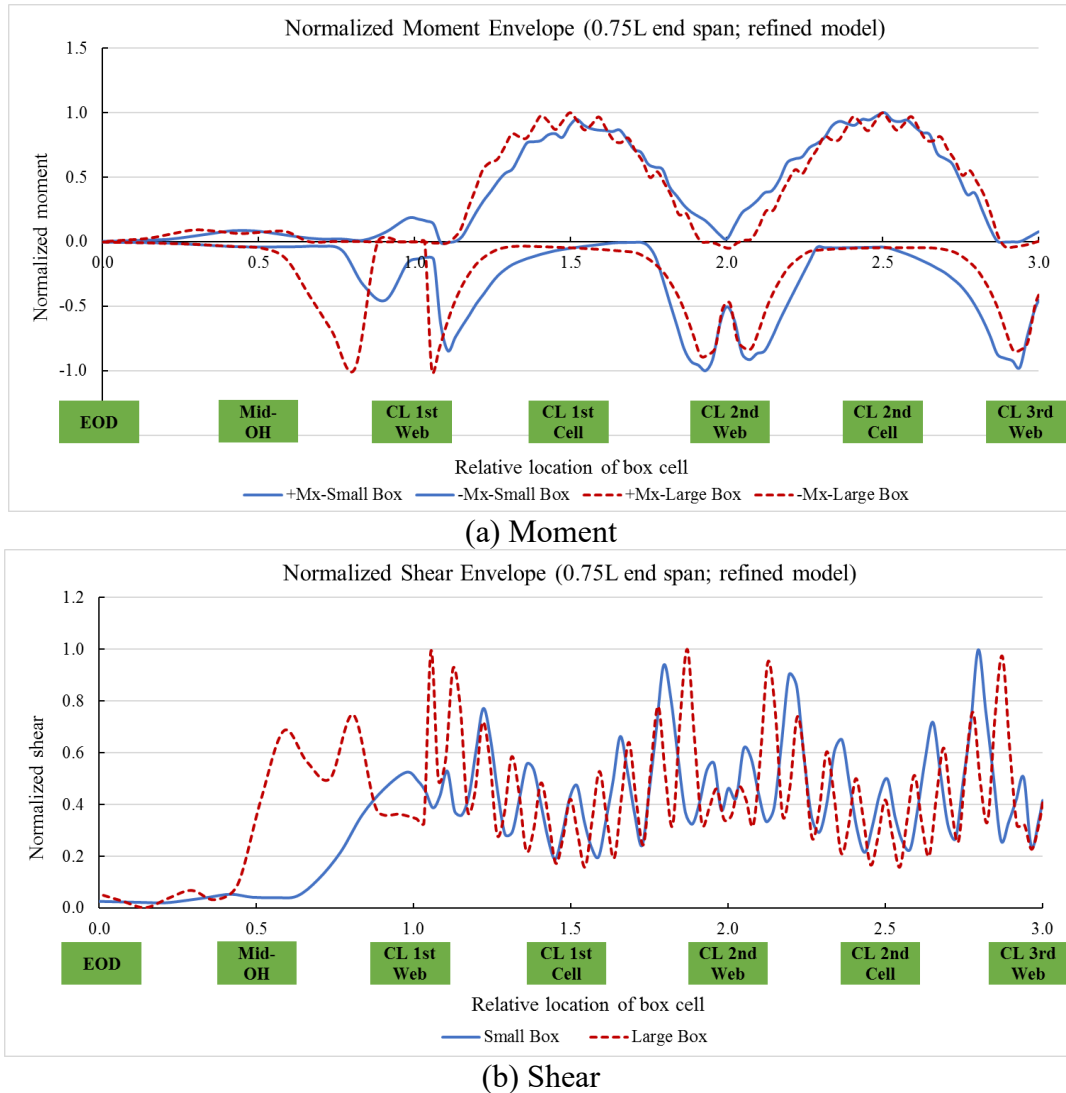 Normalized Moment Envelope (0.75L end span; refined model)
1.5
1.0
0.5
0.0
-0.5
-1.0
Normalized moment
0.0 0.5 1.0 1.5 2.0 2.5 3.0
EOD
Mid-
OH
CL 1st
Web
CL 1st
Cell
CL 2nd
Web
CL 2nd
Cell
CL 3rd
Web
Relative location of box cell
+Mx-Small Box -Mx-Small Box +Mx-Large Box -Mx-Large Box
(a) Moment
Normalized Shear Envelope (0.75L end span; refined model)
1.2
1.0
0.8
0.6
0.4
0.2
0.0
Normalized shear
0.0 0.5 1.0 1.5 2.0 2.5 3.0
EOD
Mid-
OH
CL 1st
Web
CL 1st
Cell
CL 2nd
Web
CL 2nd
Cell
CL 3rd
Web
Relative location of box cell
Small Box Large Box
(b) Shear